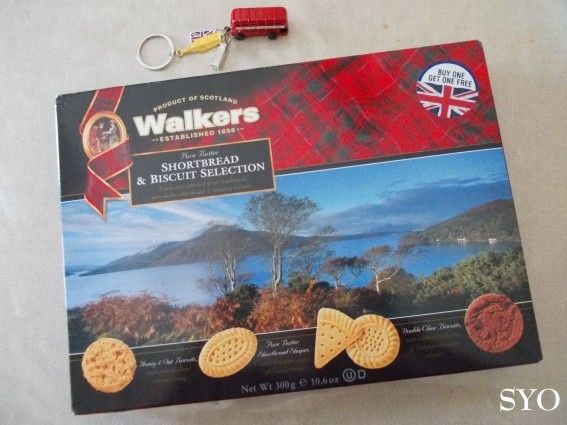 BUY ONE
GET ONE FREE
PRODUCT OF SCOTLAND
Walkers
ESTABLISHED 1898
Pure Butter
SHORTBREAD
& BISCUIT SELECTION
Honey & Oat Biscuits,
Pure Butter
Shortbread Shapes,
Double Choc Biscuits,
Net Wt 300g ℮ 10.6 oz Ⓤ D
SYO